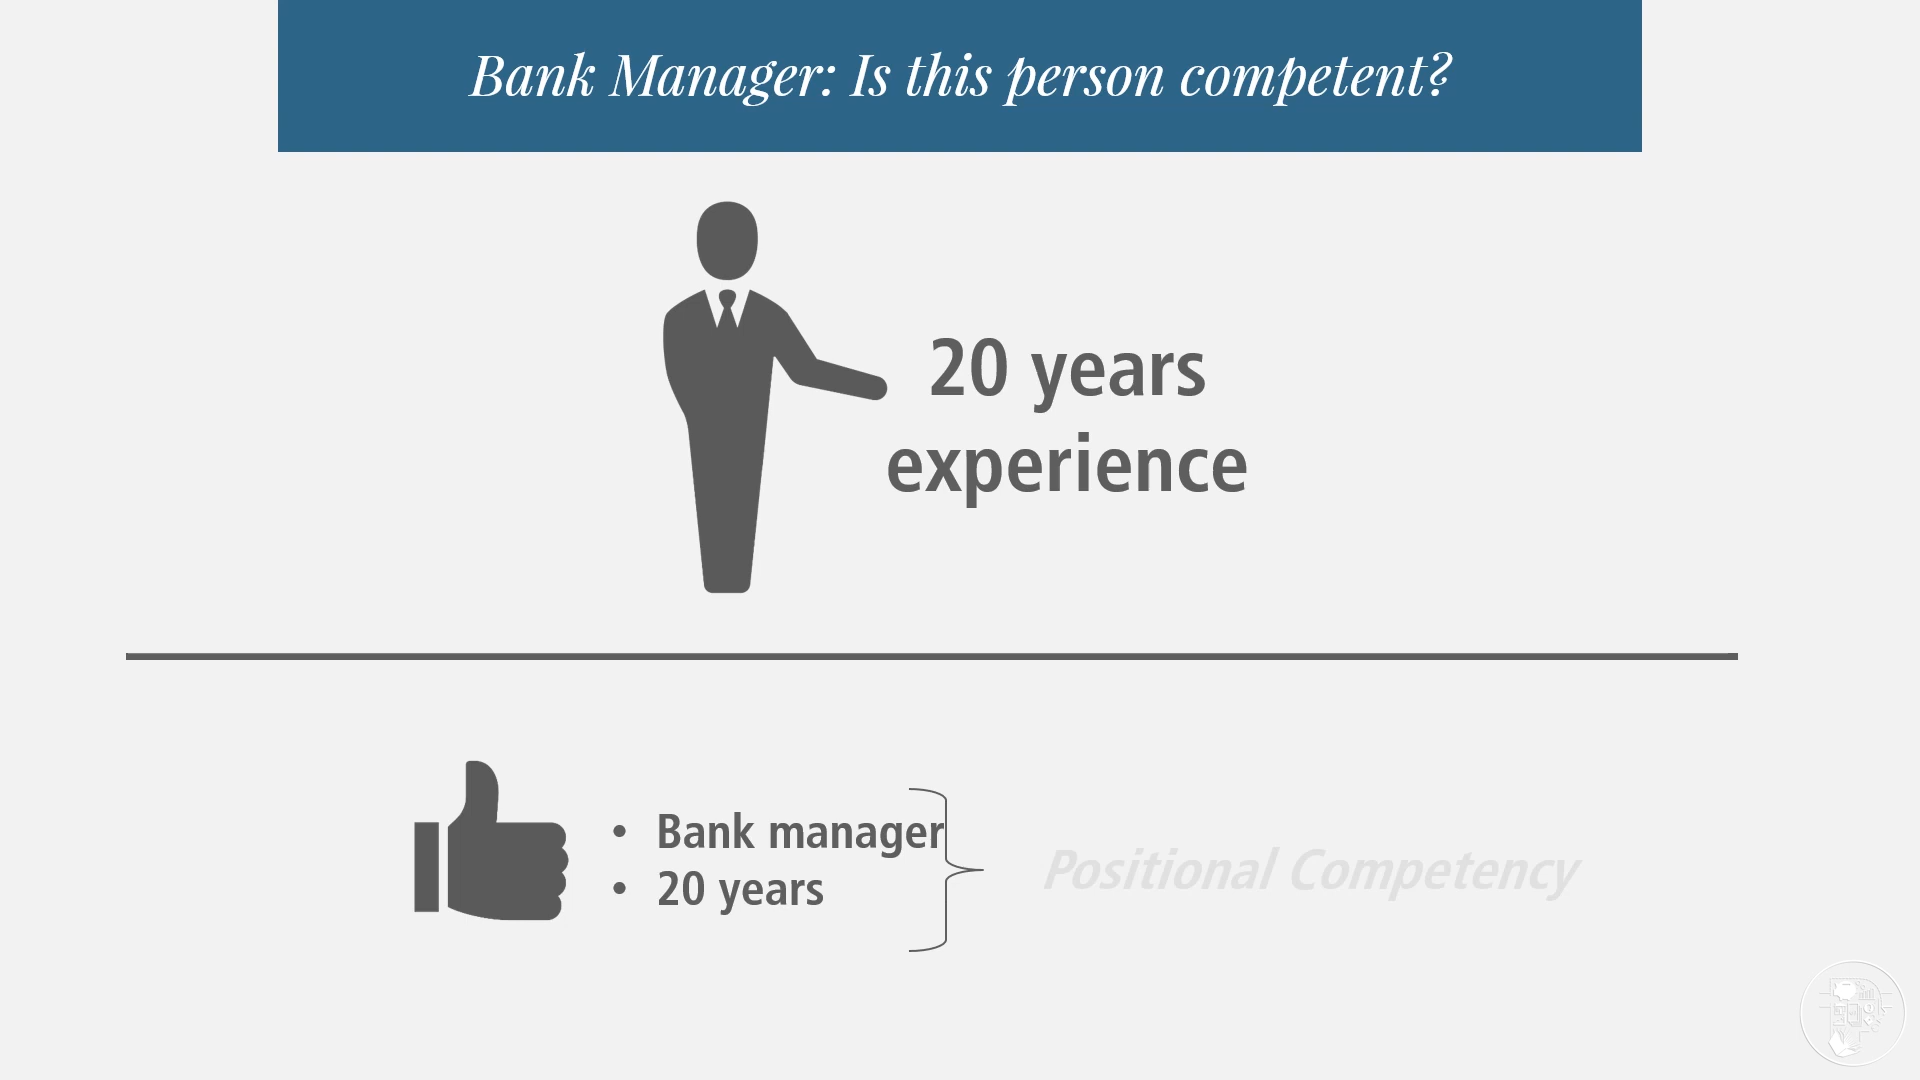 Bank Manager: Is this person competent?
20 years
experience
• Bank manager
• 20 years
Positional Competency